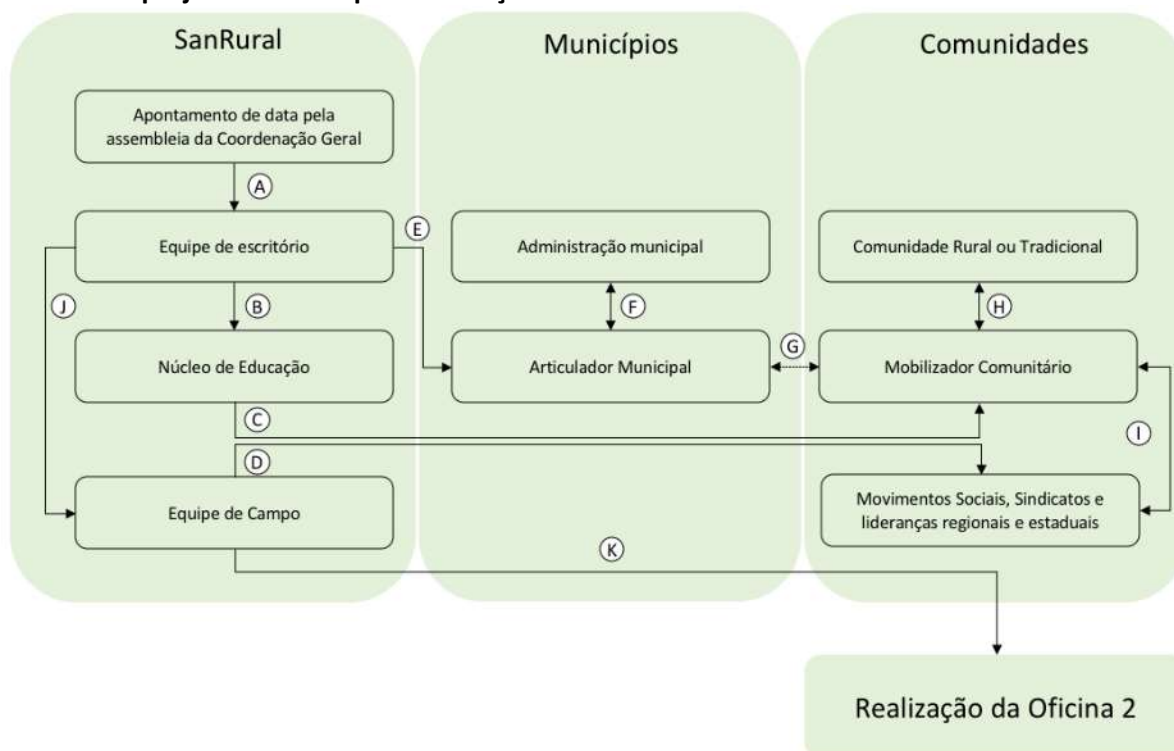 SanRural
Municípios
Comunidades
Apontamento de data pela
assembleia da Coordenação Geral
A
Equipe de escritório
E
Administração municipal
Comunidade Rural ou Tradicional
J
B
F
H
Núcleo de Educação
Articulador Municipal
G
Mobilizador Comunitário
C
I
D
Equipe de Campo
Movimentos Sociais, Sindicatos e
lideranças regionais e estaduais
K
Realização da Oficina 2